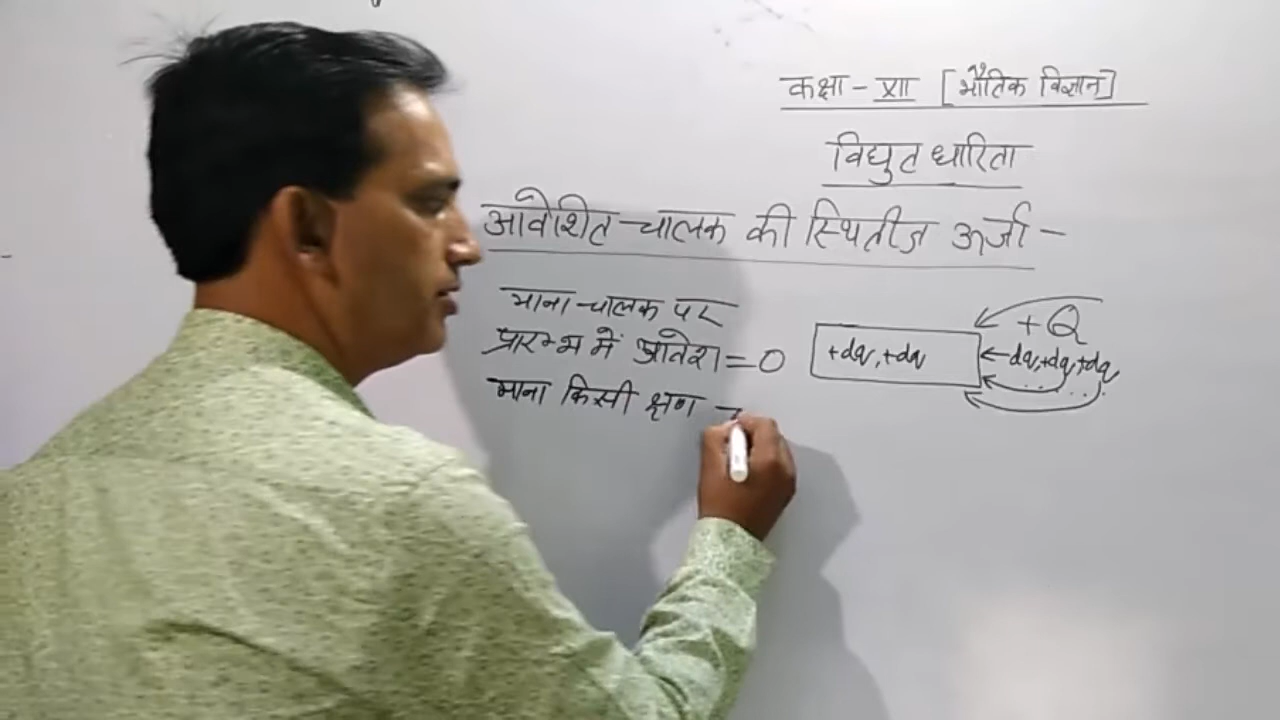 कक्षा - XII [भौतिक विज्ञान]
विद्युत धारिता
आवेशित चालक की स्थितीज ऊर्जा -
माना चालक पर
प्रारम्भ में आवेश = 0
माना किसी क्षण
+Q
+dq, +dq
dq, +dq, +dq